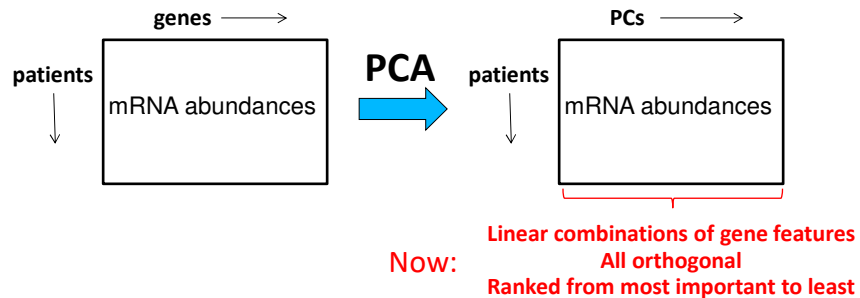 genes
patients
mRNA abundances
PCA
PCs
patients
mRNA abundances
Now:
Linear combinations of gene features
All orthogonal
Ranked from most important to least